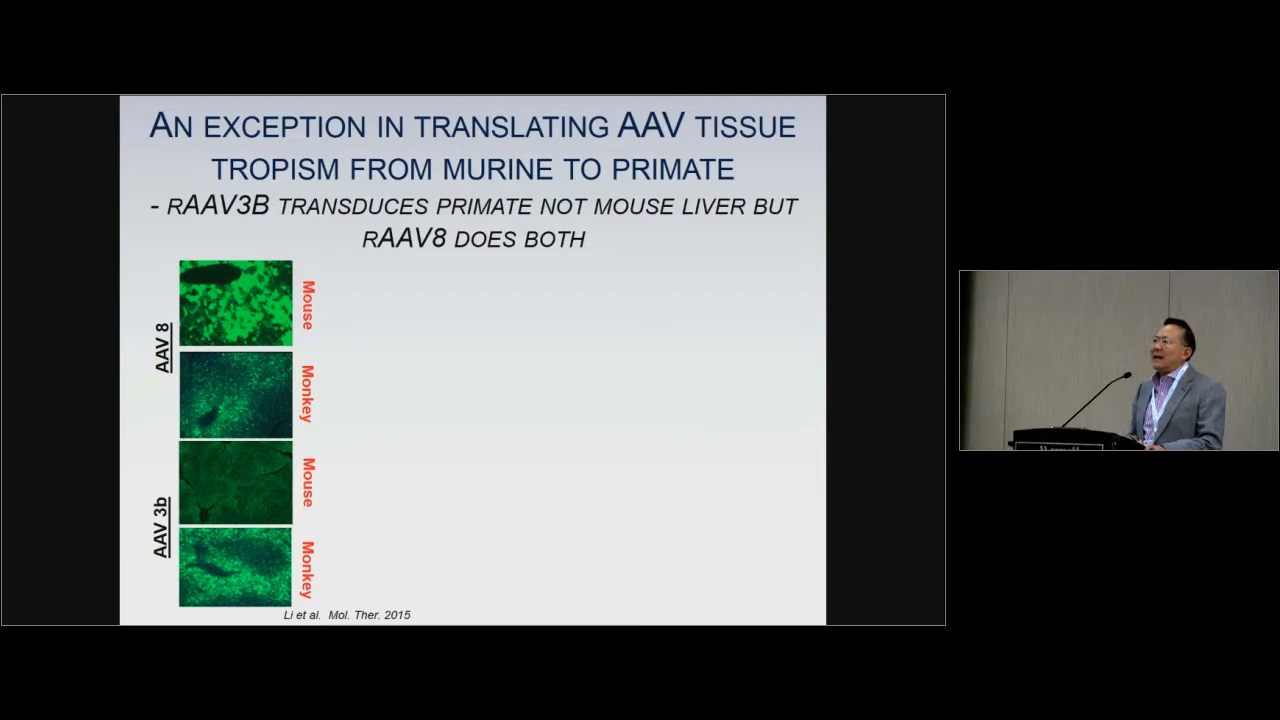 AN EXCEPTION IN TRANSLATING AAV TISSUE
TROPISM FROM MURINE TO PRIMATE
- RAAV3B TRANSDUCES PRIMATE NOT MOUSE LIVER BUT
RAAV8 DOES BOTH
AAV 8
Mouse
Monkey
AAV 3b
Mouse
Monkey
Li et al. Mol. Ther. 2015